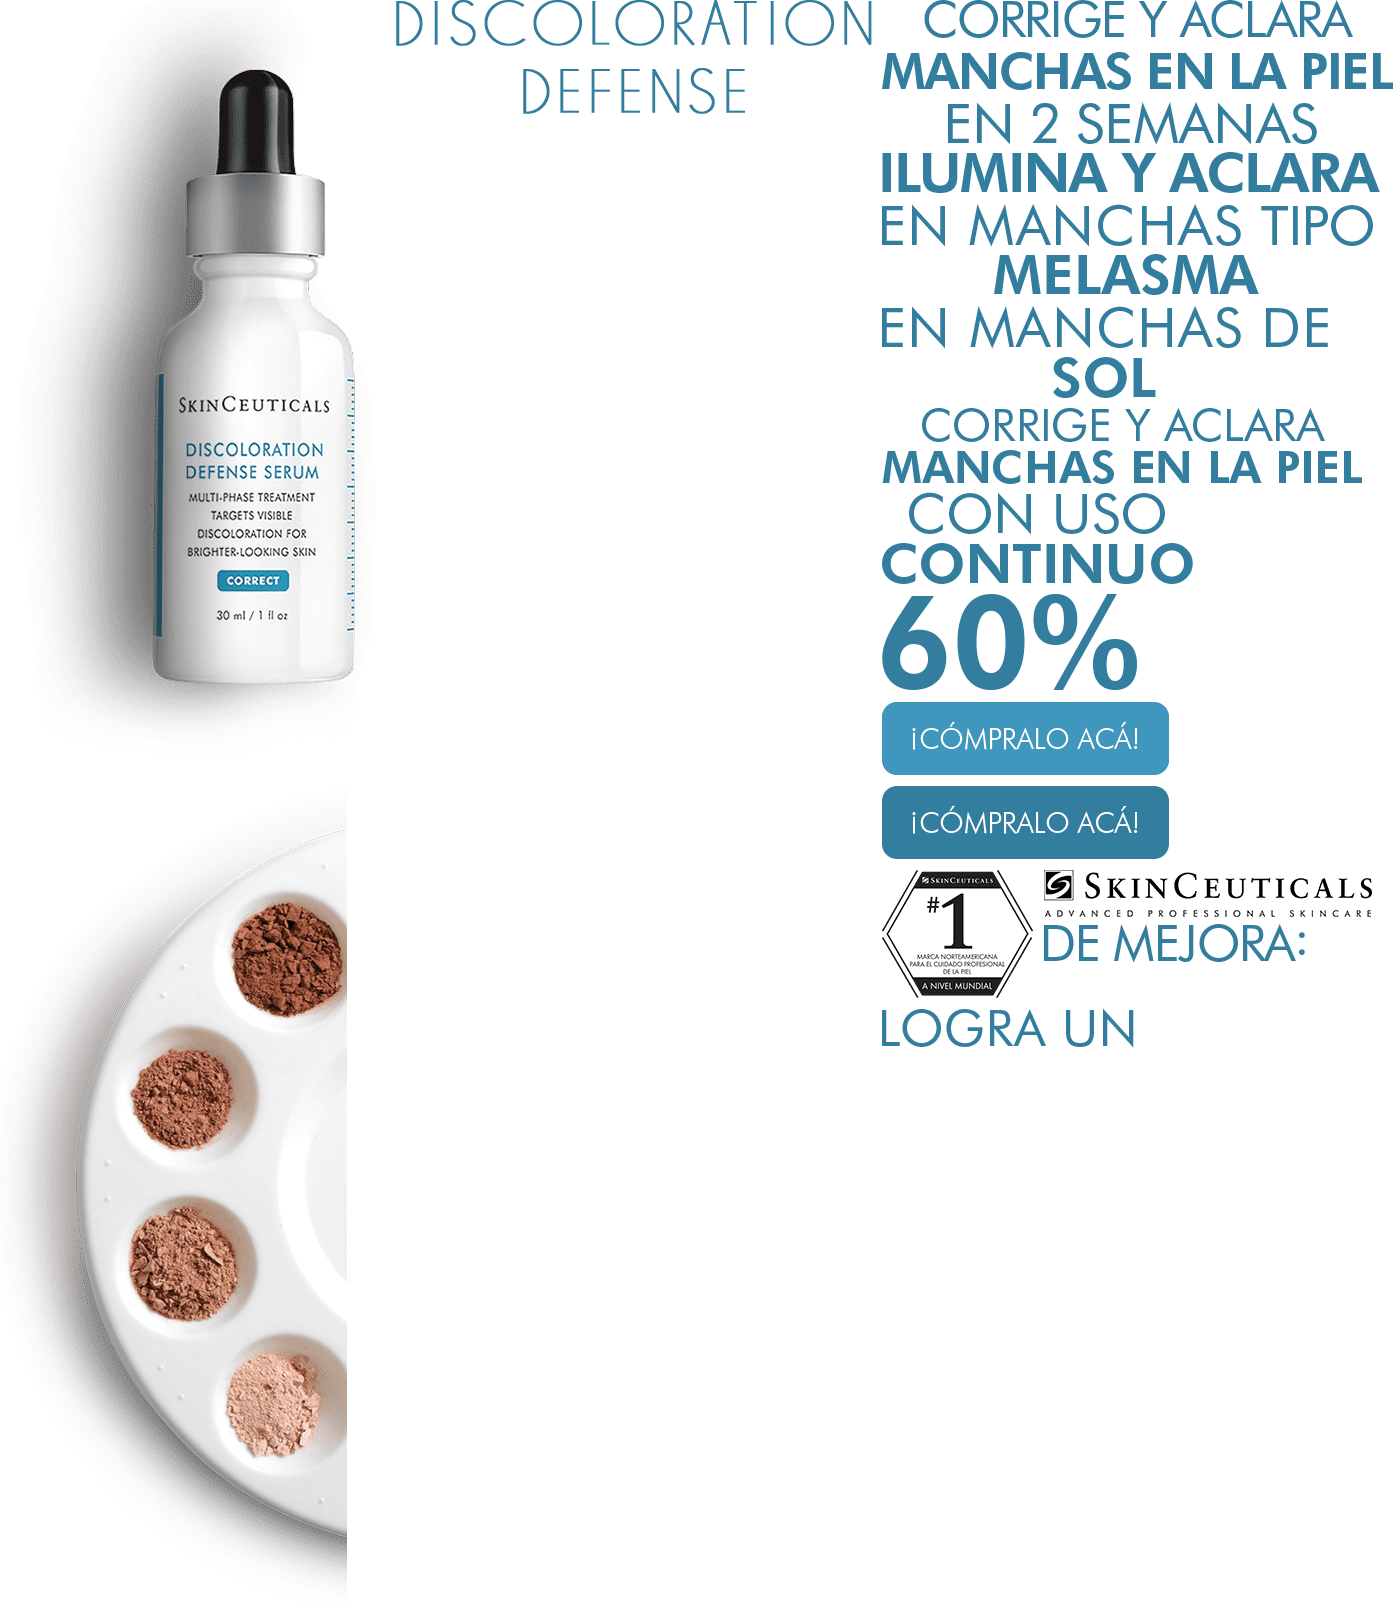 DISCOLORATION
DEFENSE
SKINCEUTICALS
DISCOLORATION
DEFENSE SERUM
MULTI-PHASE TREATMENT
TARGETS VISIBLE
DISCOLORATION FOR
BRIGHTER-LOOKING SKIN
CORRECT
30 ml / 1 fl oz
CORRIGE Y ACLARA
MANCHAS EN LA PIEL
EN 2 SEMANAS
ILUMINA Y ACLARA
EN MANCHAS TIPO
MELASMA
EN MANCHAS DE
SOL
CORRIGE Y ACLARA
MANCHAS EN LA PIEL
CON USO
CONTINUO
60%
¡CÓMPRALO ACÁ!
¡CÓMPRALO ACÁ!
SKINCEUTICALS
#1
MARCA NORTEAMERICANA
PARA EL CUIDADO PROFESIONAL
DE LA PIEL
A NIVEL MUNDIAL
SKINCEUTICALS
ADVANCED PROFESSIONAL SKINCARE
DE MEJORA:
LOGRA UN